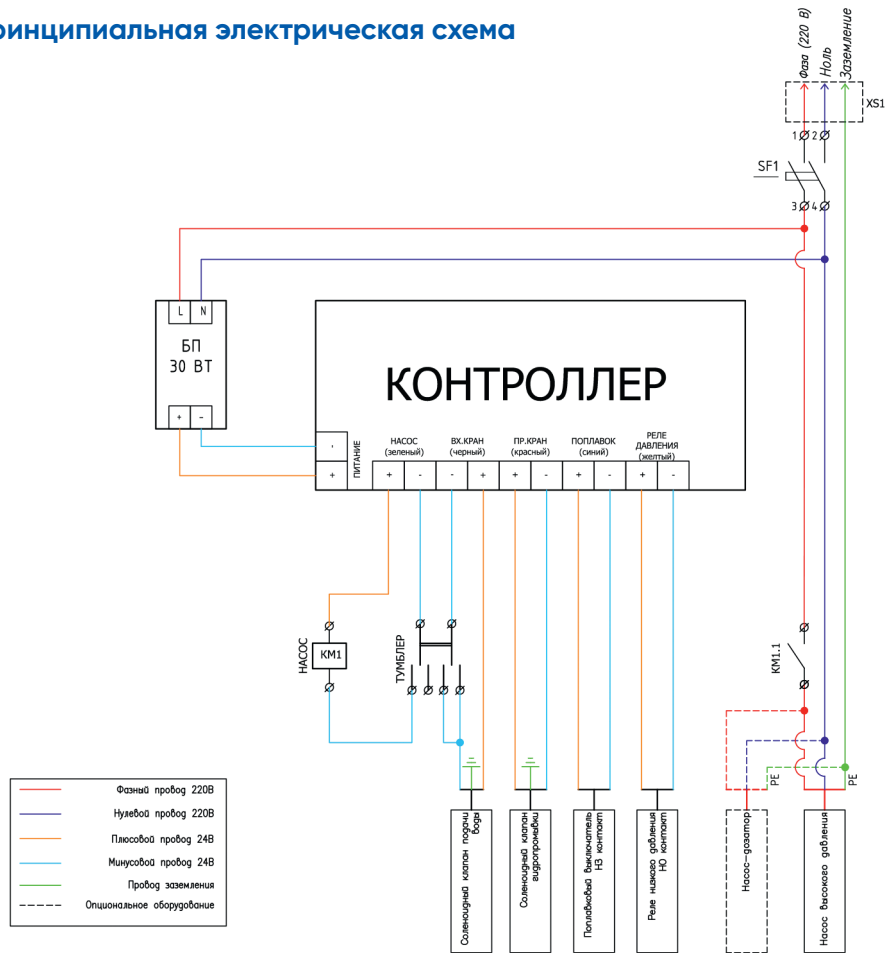 ринципиальная электрическая схема
Фаза (220 В)
Ноль
Заземление
XS1
1
2
SF1
3
4
L
N
БП
30 ВТ
+
-
КОНТРОЛЛЕР
-
+
ПИТАНИЕ
НАСОС
(зеленый)
ВХ.КРАН
(черный)
ПР.КРАН
(красный)
ПОПЛАВОК
(синий)
РЕЛЕ
ДАВЛЕНИЯ
(желтый)
+
-
-
+
+
-
+
-
+
-
НАСОС
КМ1
ТУМБЛЕР
КМ1.1
PE
PE
Фазный провод 220В
Нулевой провод 220В
Плюсовой провод 24В
Минусовой провод 24В
Провод заземления
Опциональное оборудование
Соленоидный клапан подачи
воды
Соленоидный клапан
гидропромывки
Поплавковый выключатель
НЗ контакт
Реле низкого давления
НО контакт
Насос-дозатор
Насос высокого давления